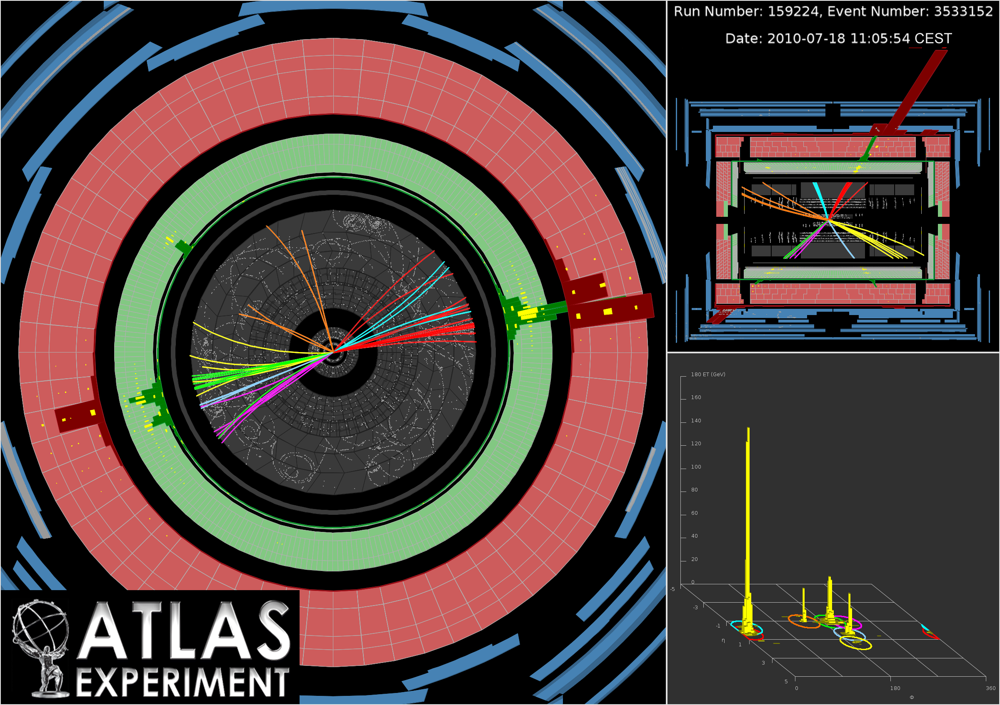 Run Number: 159224, Event Number: 3533152
Date: 2010-07-18 11:05:54 CEST
180 ET (GeV)
160
140
120
100
80
60
40
20
0
-5
-3
-1
η
1
3
5
0
180
360
Φ
ATLAS
EXPERIMENT